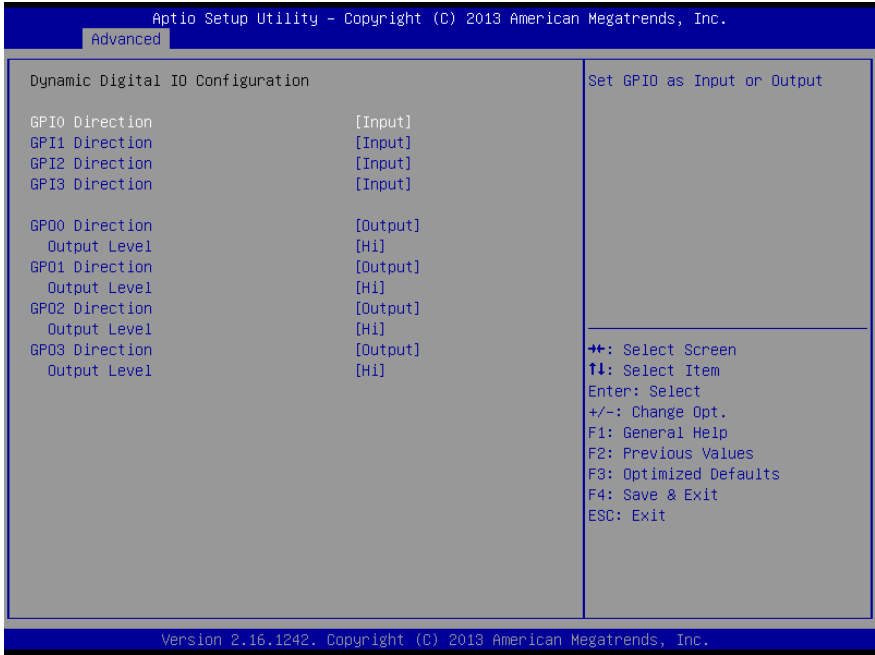 Aptio Setup Utility – Copyright (C) 2013 American Megatrends, Inc.
Advanced
Dynamic Digital IO Configuration
GPI0 Direction [Input]
GPI1 Direction [Input]
GPI2 Direction [Input]
GPI3 Direction [Input]
GPO0 Direction [Output]
Output Level [Hi]
GPO1 Direction [Output]
Output Level [Hi]
GPO2 Direction [Output]
Output Level [Hi]
GPO3 Direction [Output]
Output Level [Hi]
Set GPIO as Input or Output
→←: Select Screen
↑↓: Select Item
Enter: Select
+/-: Change Opt.
F1: General Help
F2: Previous Values
F3: Optimized Defaults
F4: Save & Exit
ESC: Exit
Version 2.16.1242. Copyright (C) 2013 American Megatrends, Inc.